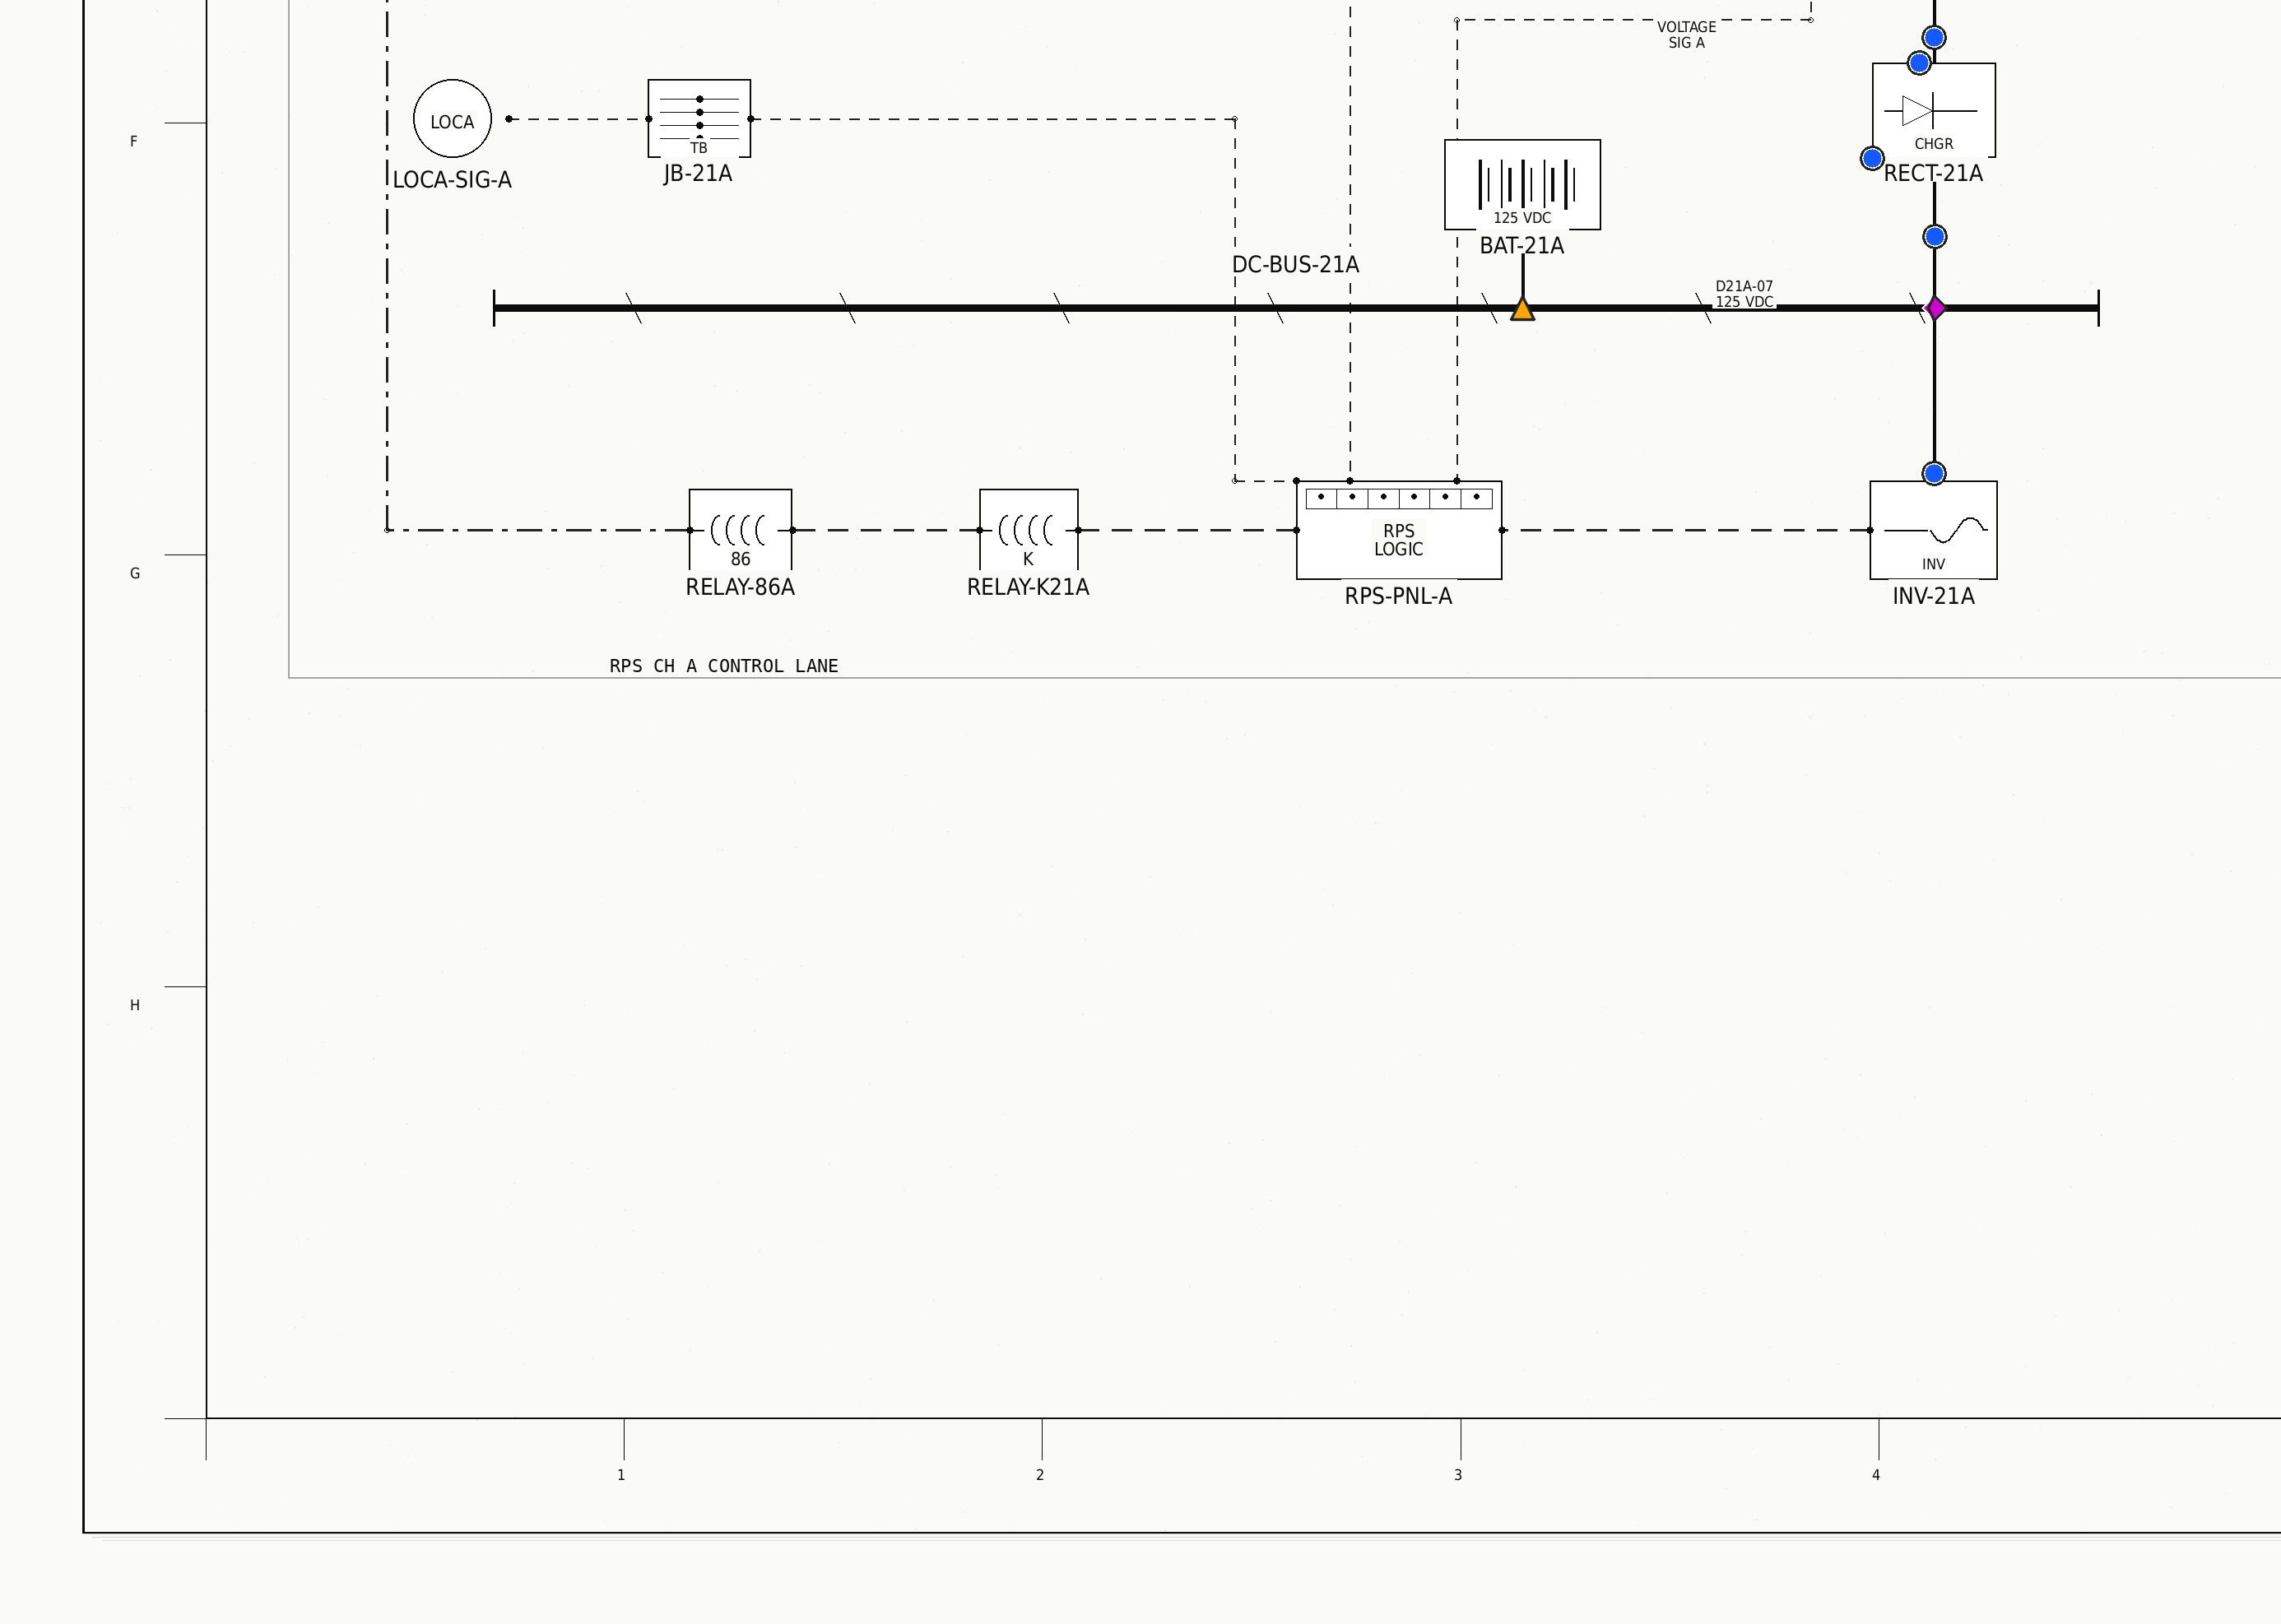 VOLTAGE
SIG A
F
LOCA
LOCA-SIG-A
TB
JB-21A
CHGR
RECT-21A
125 VDC
BAT-21A
DC-BUS-21A
D21A-07
125 VDC
G
86
RELAY-86A
K
RELAY-K21A
RPS
LOGIC
RPS-PNL-A
INV
INV-21A
RPS CH A CONTROL LANE
H
1
2
3
4